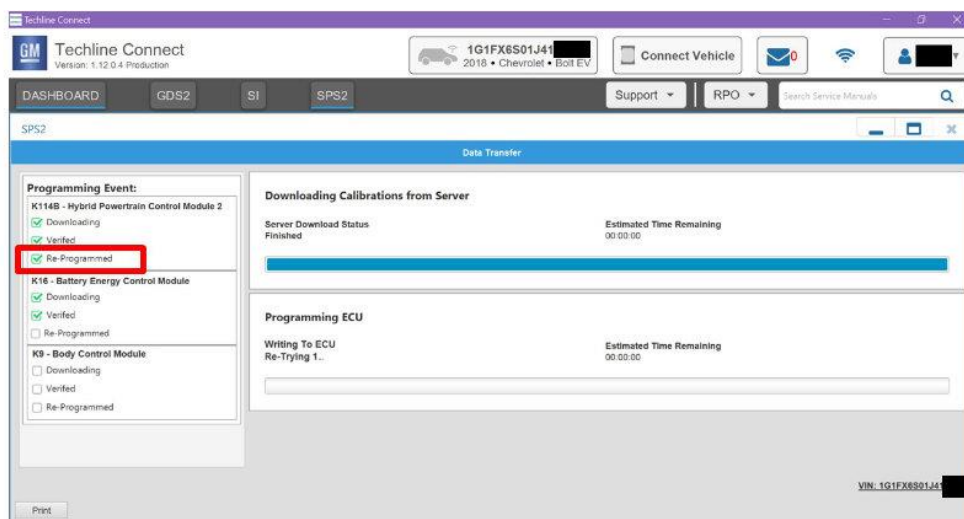 Techline Connect
GM
Techline Connect
Version: 1.12.0.4 Production
1G1FX6S01J41
2018 • Chevrolet • Bolt EV
Connect Vehicle
0
DASHBOARD
GDS2
SI
SPS2
Support
RPO
Search Service Manuals
SPS2
Data Transfer
Programming Event:
K114B - Hybrid Powertrain Control Module 2
Downloading
Verifed
Re-Programmed
K16 - Battery Energy Control Module
Downloading
Verifed
Re-Programmed
K9 - Body Control Module
Downloading
Verifed
Re-Programmed
Downloading Calibrations from Server
Server Download Status
Finished
Estimated Time Remaining
00:00:00
Programming ECU
Writing To ECU
Re-Trying 1..
Estimated Time Remaining
00:00:00
VIN: 1G1FX6S01J41
Print